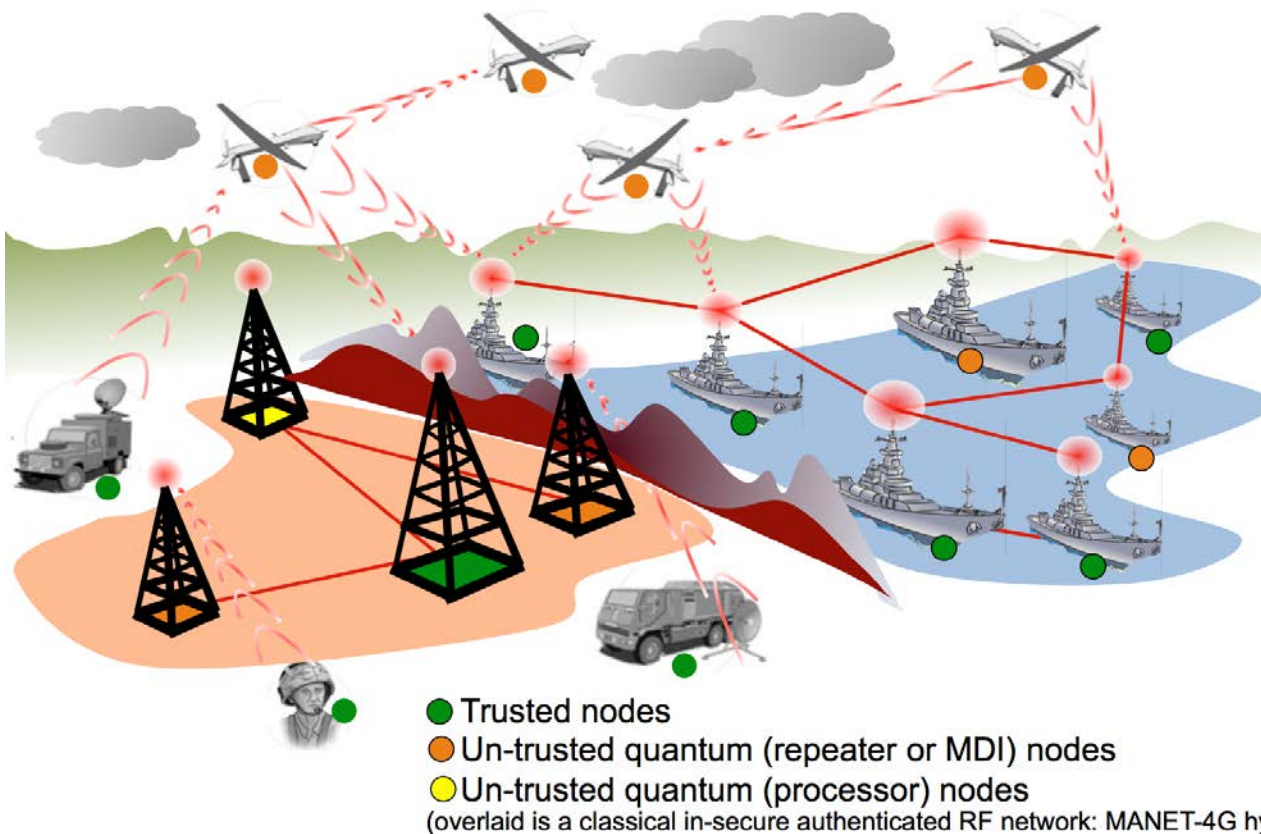 Trusted nodes
Un-trusted quantum (repeater or MDI) nodes
Un-trusted quantum (processor) nodes
(overlaid is a classical in-secure authenticated RF network: MANET-4G hy